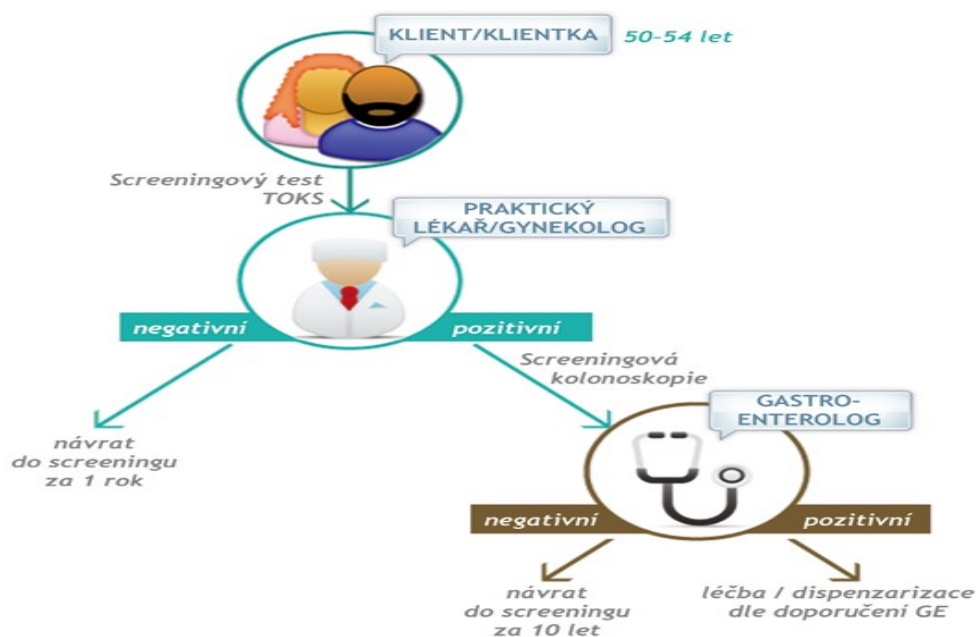 KLIENT/KLIENTKA
50-54 let
Screeningový test
TOKS
PRAKTICKÝ
LÉKAŘ/GYNEKOLOG
negativní
pozitivní
Screeningová
kolonoskopie
návrat
do screeningu
za 1 rok
GASTRO-
ENTEROLOG
negativní
pozitivní
návrat
do screeningu
za 10 let
léčba / dispenzarizace
dle doporučení GE